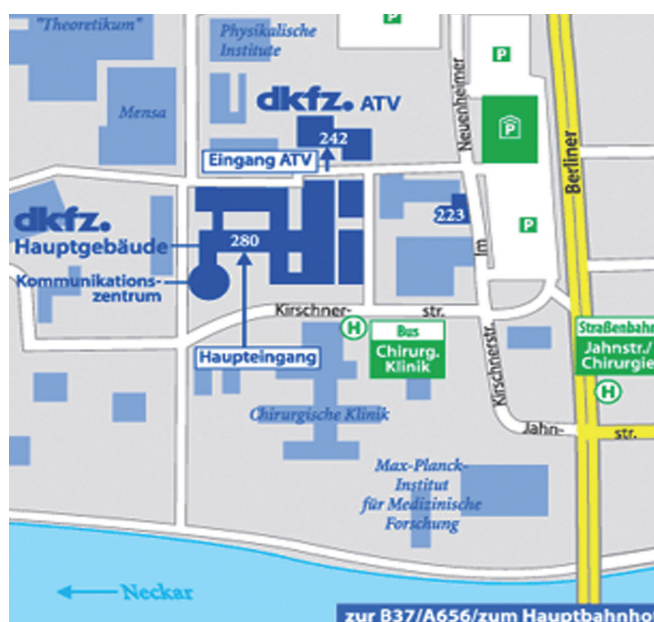 "Theoretikum"
Physikalische
Institute
P
P
Mensa
dkfz. ATV
242
Eingang ATV
Neuenheimer
Im
P
Berliner
dkfz.
Hauptgebäude
280
223
P
Kommunikations-
zentrum
Kirschner-
str.
H
Bus
Chirurg.
Klinik
Kirschnerstr.
Straßenbahn
Jahnstr./
Chirurgie
H
Haupteingang
Chirurgische Klinik
Jahn-
str.
Max-Planck-
Institut
für Medizinische
Forschung
Neckar
zur B37/A656/zum Hauptbahnho